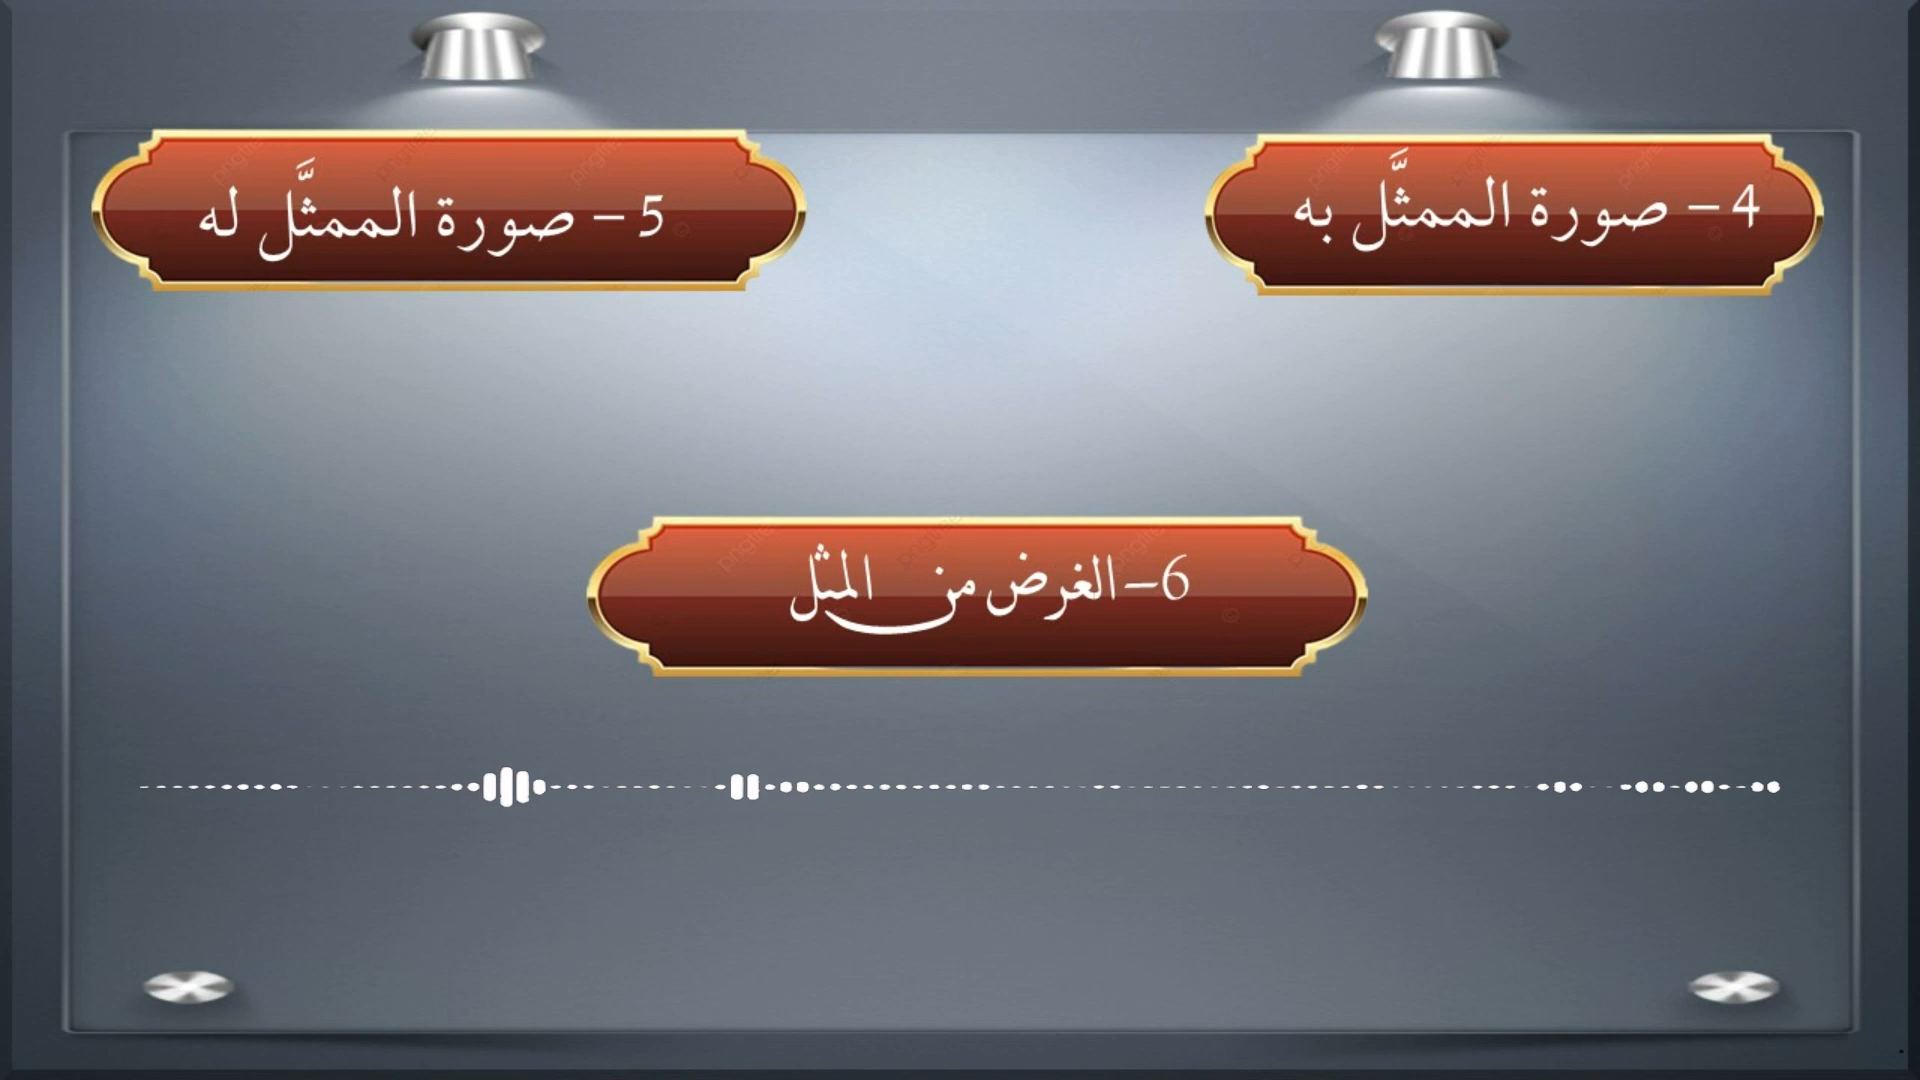 4 – صورة الممثَّل به
5 – صورة الممثَّل له
6– الغرض من المثل